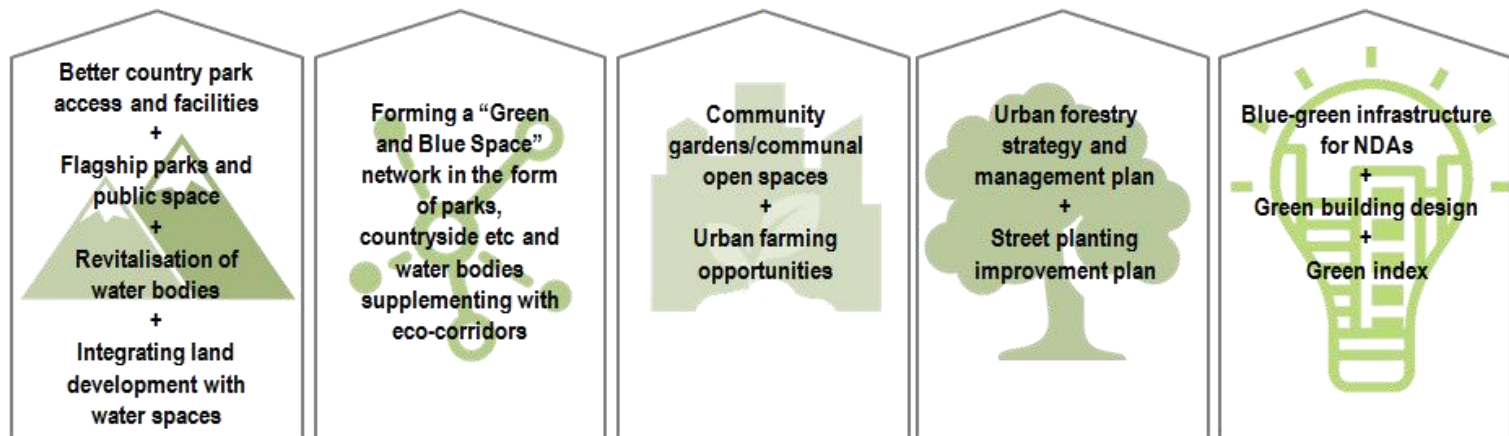 Better country park
access and facilities
+
Flagship parks and
public space
+
Revitalisation of
water bodies
+
Integrating land
development with
water spaces
Forming a “Green
and Blue Space”
network in the form
of parks,
countryside etc and
water bodies
supplementing with
eco-corridors
Community
gardens/communal
open spaces
+
Urban farming
opportunities
Urban forestry
strategy and
management plan
+
Street planting
improvement plan
Blue-green infrastructure
for NDAs
+
Green building design
+
Green index